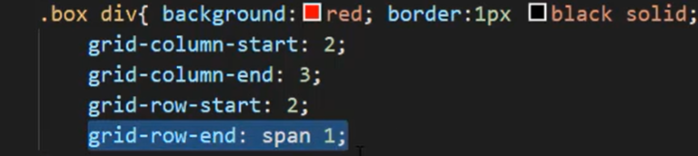 .box div{ background:red; border:1px black solid;
grid-column-start: 2;
grid-column-end: 3;
grid-row-start: 2;
grid-row-end: span 1;